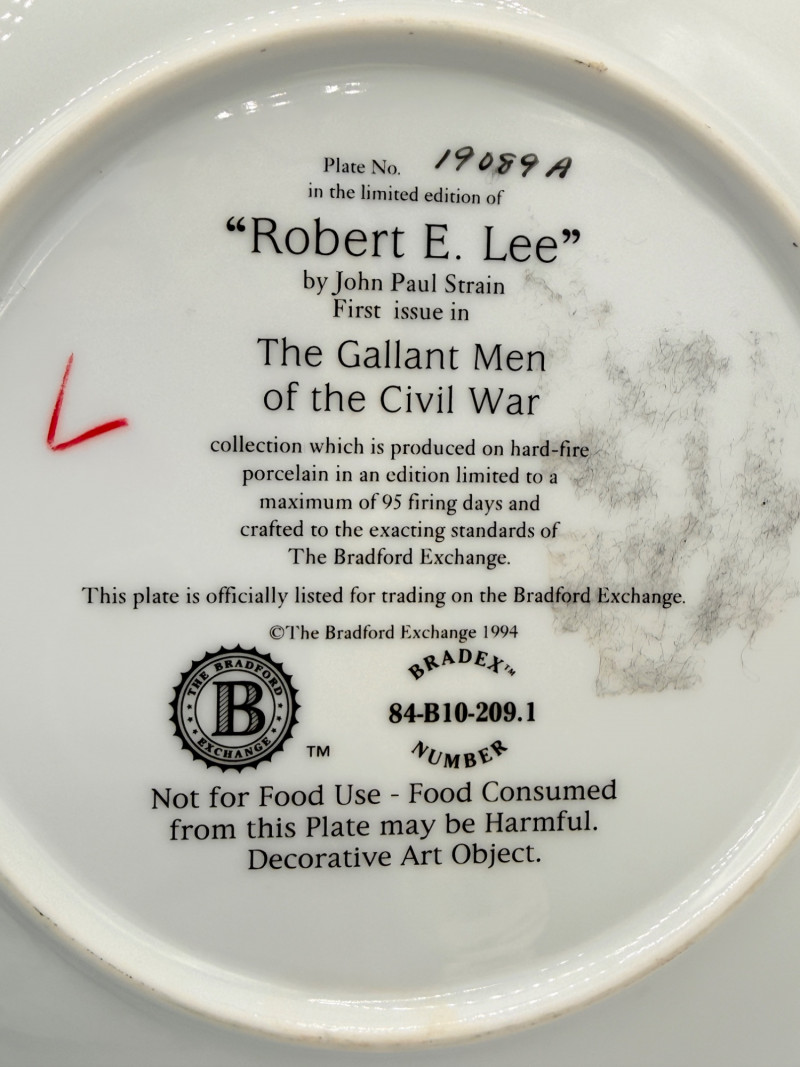 Plate No. 19089A
in the limited edition of
“Robert E. Lee”
by John Paul Strain
First issue in
The Gallant Men
of the Civil War
collection which is produced on hard-fire
porcelain in an edition limited to a
maximum of 95 firing days and
crafted to the exacting standards of
The Bradford Exchange.
This plate is officially listed for trading on the Bradford Exchange.
©The Bradford Exchange 1994
THE BRADFORD
B
EXCHANGE
TM
BRADEX™
84-B10-209.1
NUMBER
Not for Food Use - Food Consumed
from this Plate may be Harmful.
Decorative Art Object.